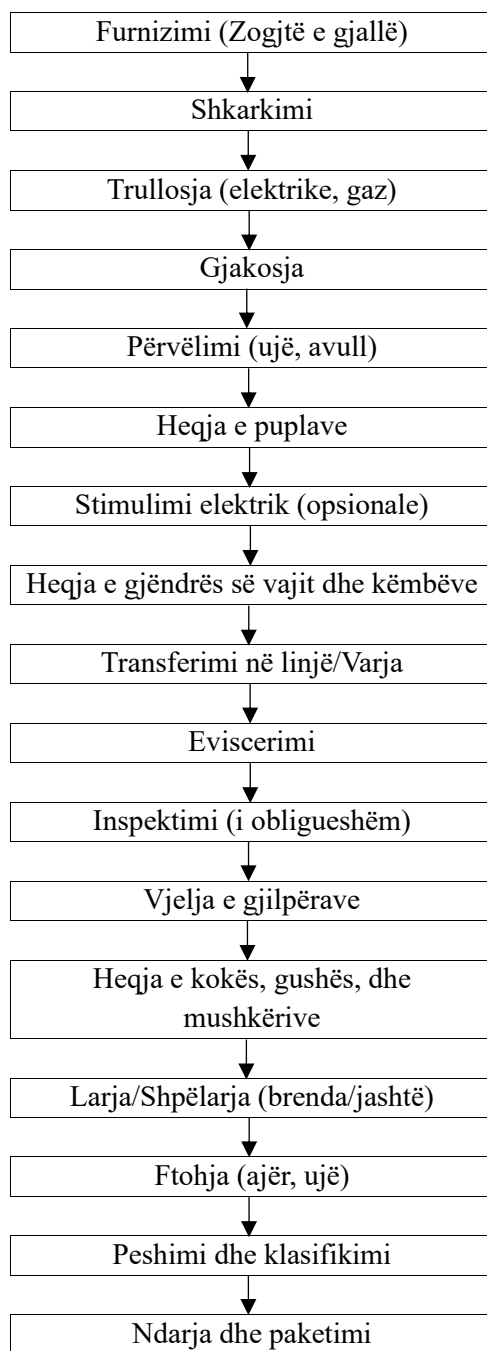 Furnizimi (Zogjtë e gjallë)
Shkarkimi
Trullosja (elektrike, gaz)
Gjakosja
Përvëlimi (ujë, avull)
Heqja e puplave
Stimulimi elektrik (opsionale)
Heqja e gjëndrës së vajit dhe këmbëve
Transferimi në linjë/Varja
Eviscerimi
Inspektimi (i obligueshëm)
Vjelja e gjilpërave
Heqja e kokës, gushës, dhe
mushkërive
Larja/Shpëlarja (brenda/jashtë)
Ftohja (ajër, ujë)
Peshimi dhe klasifikimi
Ndarja dhe paketimi